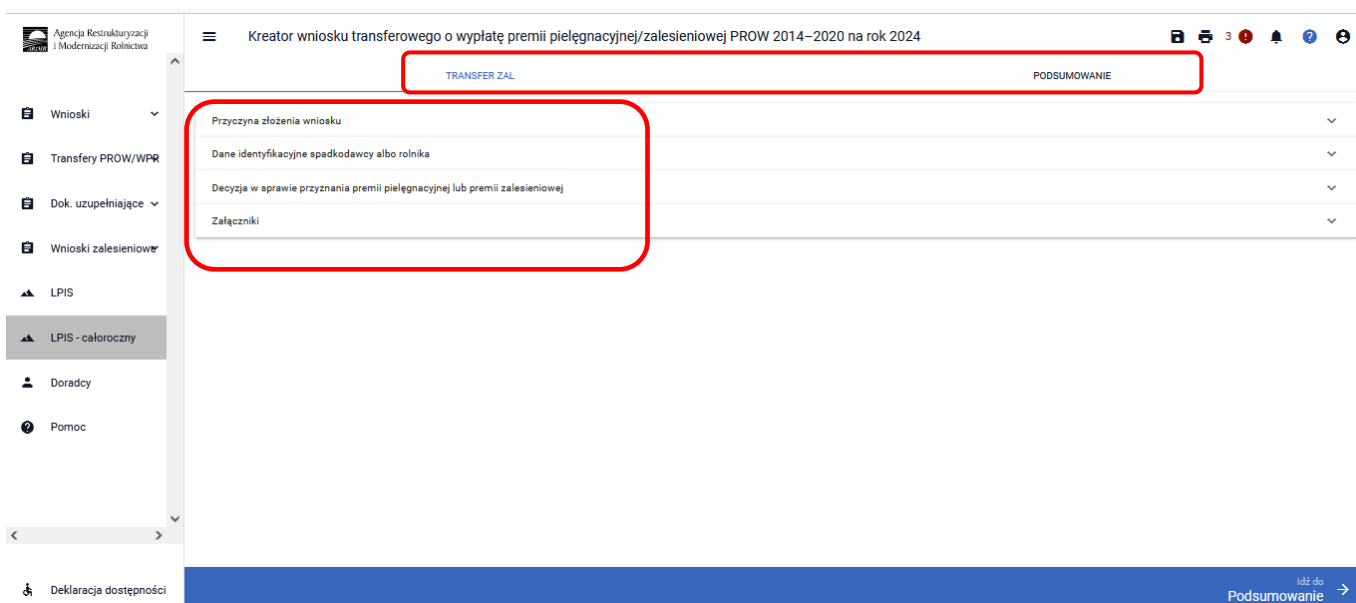 Agencja Restrukturyzacji
i Modernizacji Rolnictwa
ARiMR
Kreator wniosku transferowego o wypłatę premii pielęgnacyjnej/zalesieniowej PROW 2014–2020 na rok 2024
3
TRANSFER ZAL
PODSUMOWANIE
Wnioski
Transfery PROW/WPR
Dok. uzupełniające
Wnioski zalesieniowe
LPIS
LPIS - całoroczny
Doradcy
Pomoc
Deklaracja dostępności
Przyczyna złożenia wniosku
Dane identyfikacyjne spadkodawcy albo rolnika
Decyzja w sprawie przyznania premii pielęgnacyjnej lub premii zalesieniowej
Załączniki
Idź do
Podsumowanie